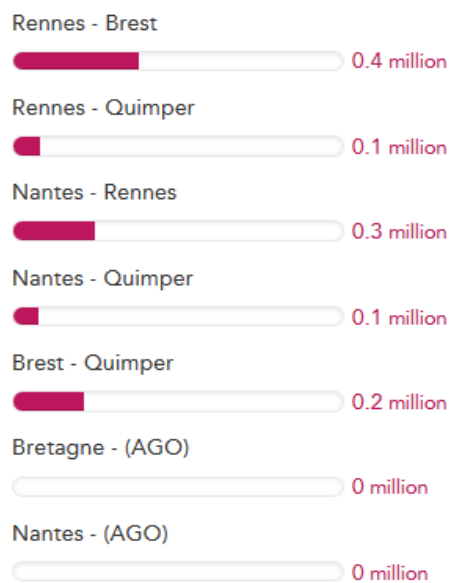 Rennes - Brest
0.4 million
Rennes - Quimper
0.1 million
Nantes - Rennes
0.3 million
Nantes - Quimper
0.1 million
Brest - Quimper
0.2 million
Bretagne - (AGO)
0 million
Nantes - (AGO)
0 million